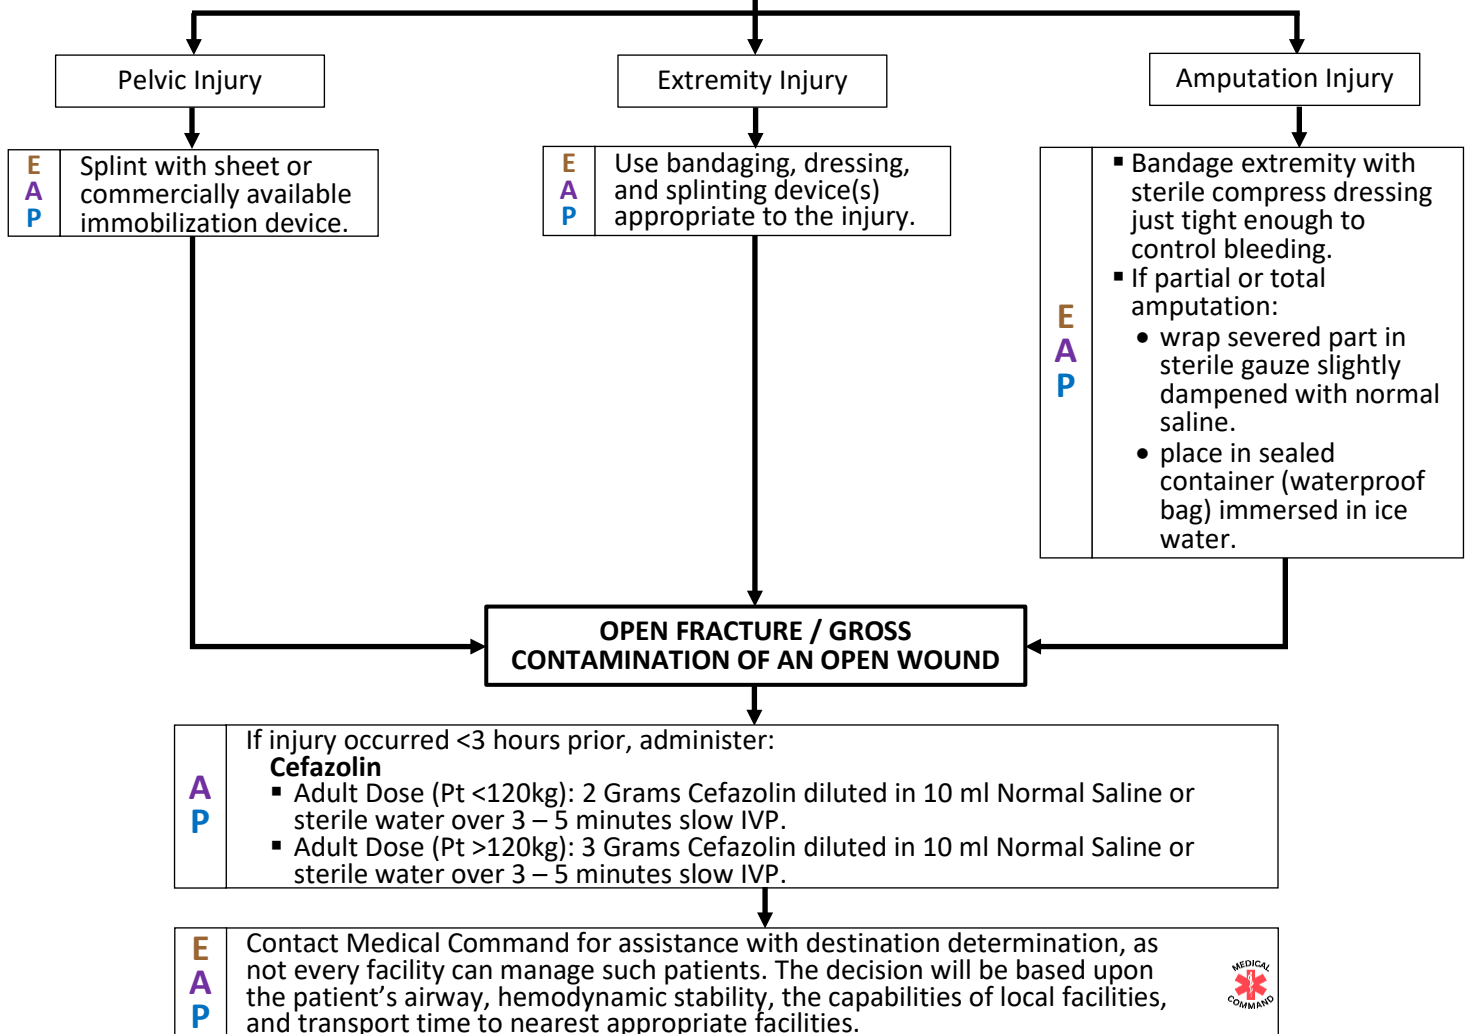 Pelvic Injury
Extremity Injury
Amputation Injury
E
A
P
Splint with sheet or
commercially available
immobilization device.
E
A
P
Use bandaging, dressing,
and splinting device(s)
appropriate to the injury.
E
A
P
▪ Bandage extremity with
sterile compress dressing
just tight enough to
control bleeding.
▪ If partial or total
amputation:
• wrap severed part in
sterile gauze slightly
dampened with normal
saline.
• place in sealed
container (waterproof
bag) immersed in ice
water.
OPEN FRACTURE / GROSS
CONTAMINATION OF AN OPEN WOUND
A
P
If injury occurred <3 hours prior, administer:
Cefazolin
▪ Adult Dose (Pt <120kg): 2 Grams Cefazolin diluted in 10 ml Normal Saline or
sterile water over 3 – 5 minutes slow IVP.
▪ Adult Dose (Pt >120kg): 3 Grams Cefazolin diluted in 10 ml Normal Saline or
sterile water over 3 – 5 minutes slow IVP.
E
A
P
Contact Medical Command for assistance with destination determination, as
not every facility can manage such patients. The decision will be based upon
the patient’s airway, hemodynamic stability, the capabilities of local facilities,
and transport time to nearest appropriate facilities.
MEDICAL
COMMAND